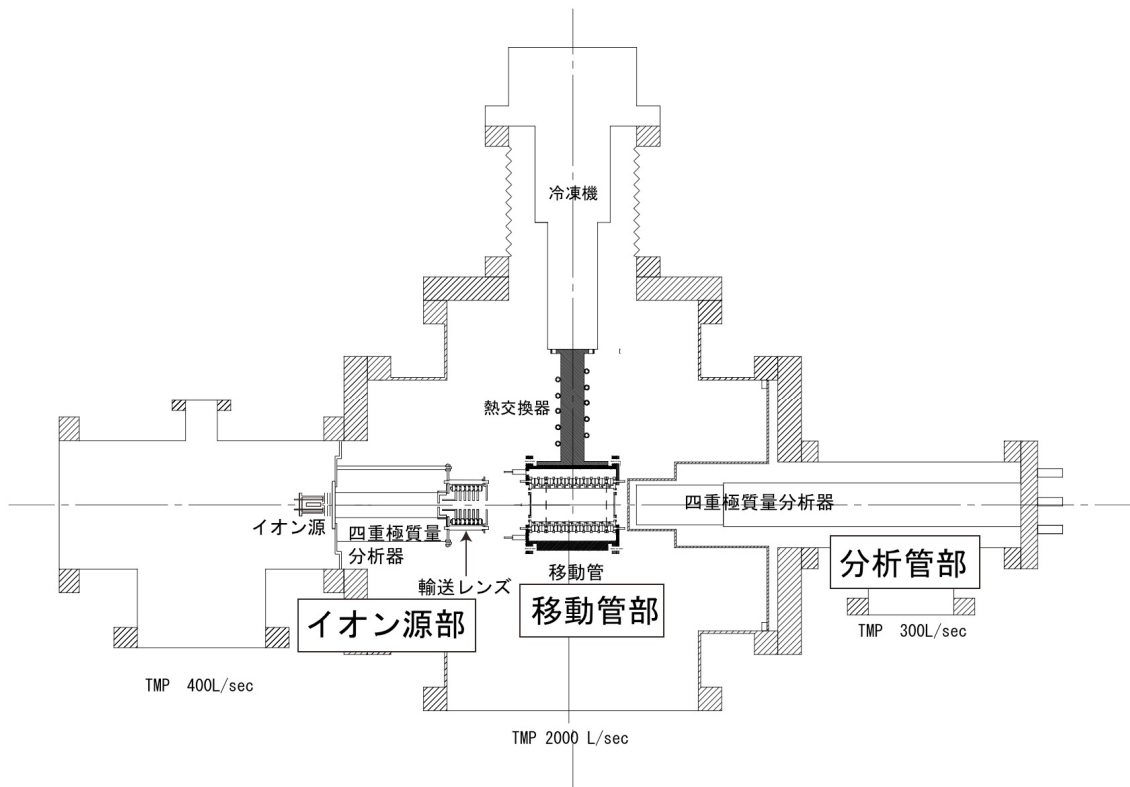 冷凍機
熱交換器
イオン源
四重極質量
分析器
輸送レンズ
移動管
四重極質量分析器
イオン源部
移動管部
分析管部
TMP 400L/sec
TMP 2000 L/sec
TMP 300L/sec